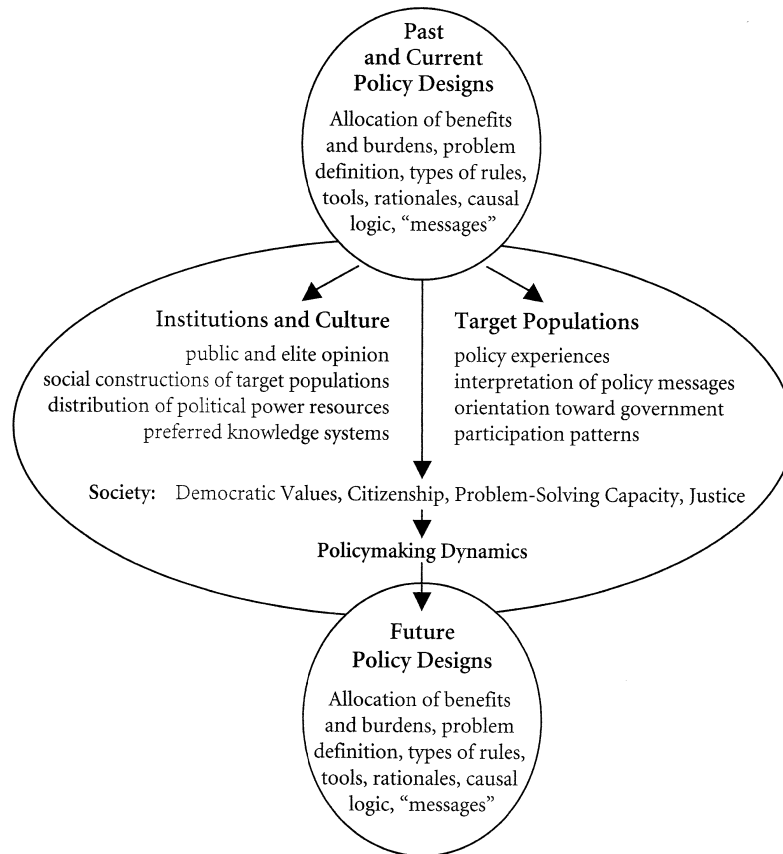 Past
and Current
Policy Designs
Allocation of benefits
and burdens, problem
definition, types of rules,
tools, rationales, causal
logic, “messages”
Institutions and Culture
public and elite opinion
social constructions of target populations
distribution of political power resources
preferred knowledge systems
Target Populations
policy experiences
interpretation of policy messages
orientation toward government
participation patterns
Society: Democratic Values, Citizenship, Problem-Solving Capacity, Justice
Policymaking Dynamics
Future
Policy Designs
Allocation of benefits
and burdens, problem
definition, types of rules,
tools, rationales, causal
logic, “messages”